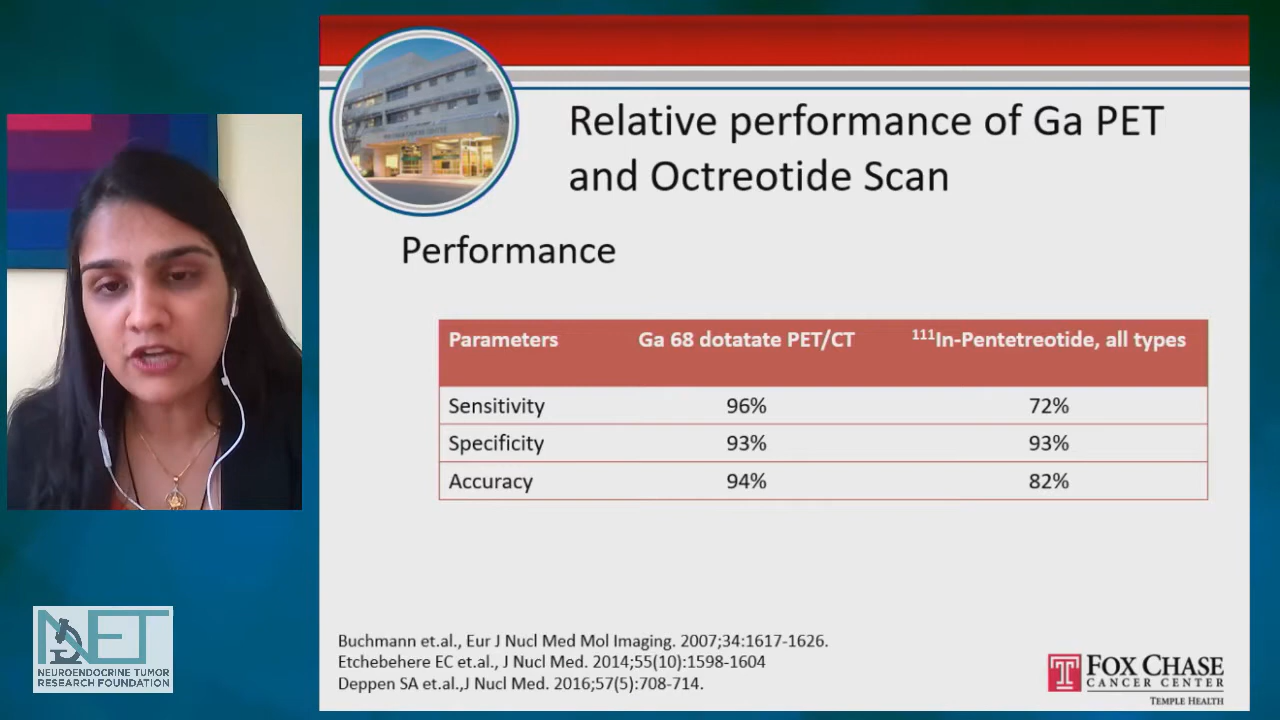 Relative performance of Ga PET
and Octreotide Scan
Performance
Parameters Ga 68 dotatate PET/CT ¹¹¹In-Pentetreotide, all types
Sensitivity 96% 72%
Specificity 93% 93%
Accuracy 94% 82%
Buchmann et.al., Eur J Nucl Med Mol Imaging. 2007;34:1617-1626.
Etchebehere EC et.al., J Nucl Med. 2014;55(10):1598-1604
Deppen SA et.al.,J Nucl Med. 2016;57(5):708-714.
FOX CHASE
CANCER CENTER
TEMPLE HEALTH
NET
NEUROENDOCRINE TUMOR
RESEARCH FOUNDATION